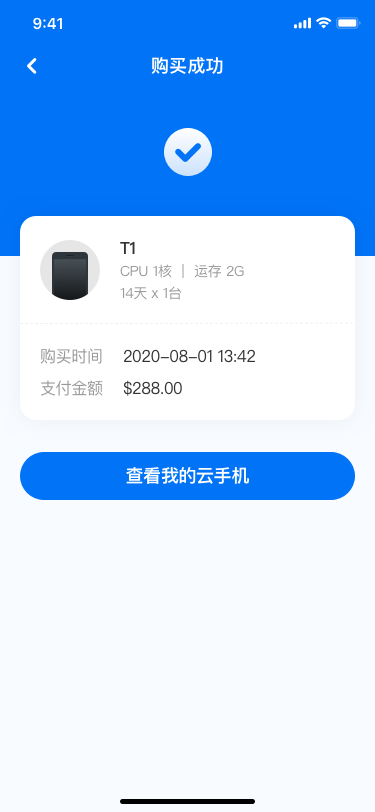 9:41
购买成功
T1
CPU 1核 | 运存 2G
14天 x 1台
购买时间 2020-08-01 13:42
支付金额 $288.00
查看我的云手机